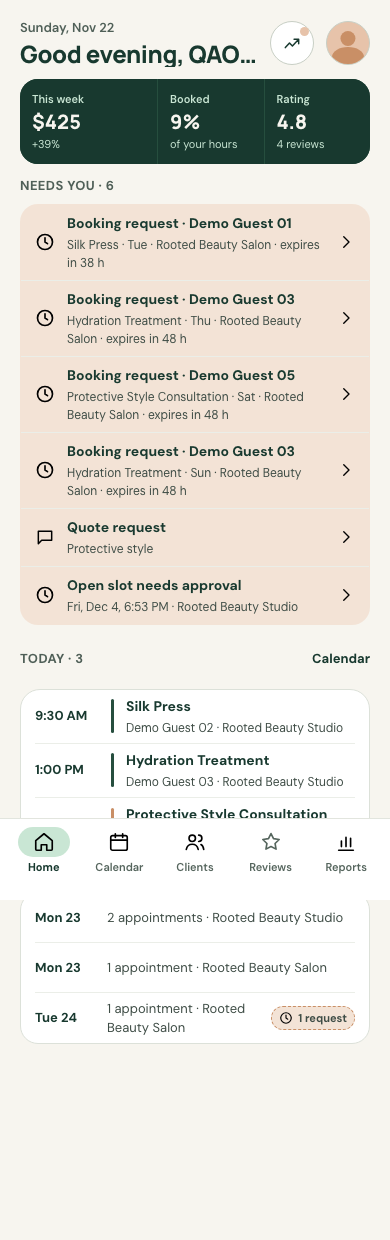 Sunday, Nov 22
Good evening, QAO...
This week
$425
+39%
Booked
9%
of your hours
Rating
4.8
4 reviews
NEEDS YOU · 6
Booking request · Demo Guest 01
Silk Press · Tue · Rooted Beauty Salon · expires
in 38 h
Booking request · Demo Guest 03
Hydration Treatment · Thu · Rooted Beauty
Salon · expires in 48 h
Booking request · Demo Guest 05
Protective Style Consultation · Sat · Rooted
Beauty Salon · expires in 48 h
Booking request · Demo Guest 03
Hydration Treatment · Sun · Rooted Beauty
Salon · expires in 48 h
Quote request
Protective style
Open slot needs approval
Fri, Dec 4, 6:53 PM · Rooted Beauty Studio
TODAY · 3
Calendar
9:30 AM
Silk Press
Demo Guest 02 · Rooted Beauty Studio
1:00 PM
Hydration Treatment
Demo Guest 03 · Rooted Beauty Studio
Protective Style Consultation
Home
Calendar
Clients
Reviews
Reports
Mon 23
2 appointments · Rooted Beauty Studio
Mon 23
1 appointment · Rooted Beauty Salon
Tue 24
1 appointment · Rooted
Beauty Salon
1 request